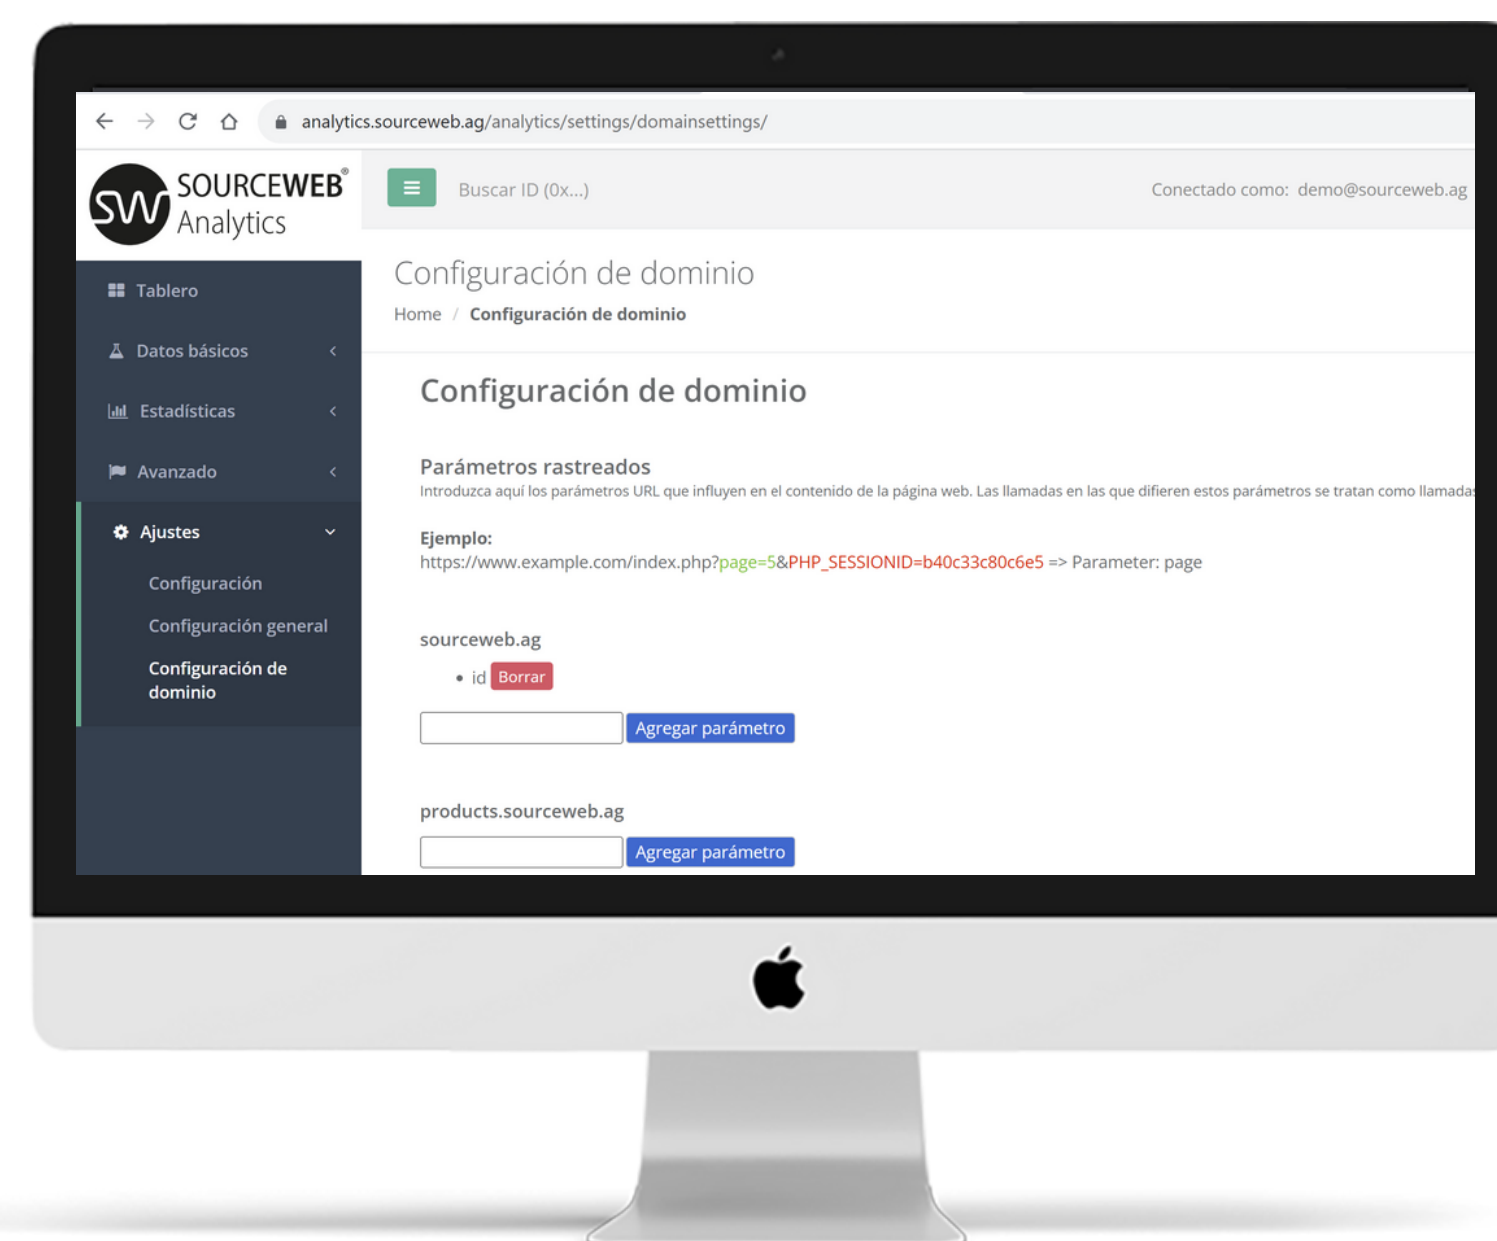 analytics.sourceweb.ag/analytics/settings/domainsettings/
SW SOURCEWEB®
Analytics
Buscar ID (0x...)
Conectado como: demo@sourceweb.ag
Tablero
Datos básicos
Estadísticas
Avanzado
Ajustes
Configuración
Configuración general
Configuración de
dominio
Configuración de dominio
Home / Configuración de dominio
Configuración de dominio
Parámetros rastreados
Introduzca aquí los parámetros URL que influyen en el contenido de la página web. Las llamadas en las que difieren estos parámetros se tratan como llamadas
Ejemplo:
https://www.example.com/index.php?page=5&PHP_SESSIONID=b40c33c80c6e5 => Parameter: page
sourceweb.ag
• id Borrar
Agregar parámetro
products.sourceweb.ag
Agregar parámetro